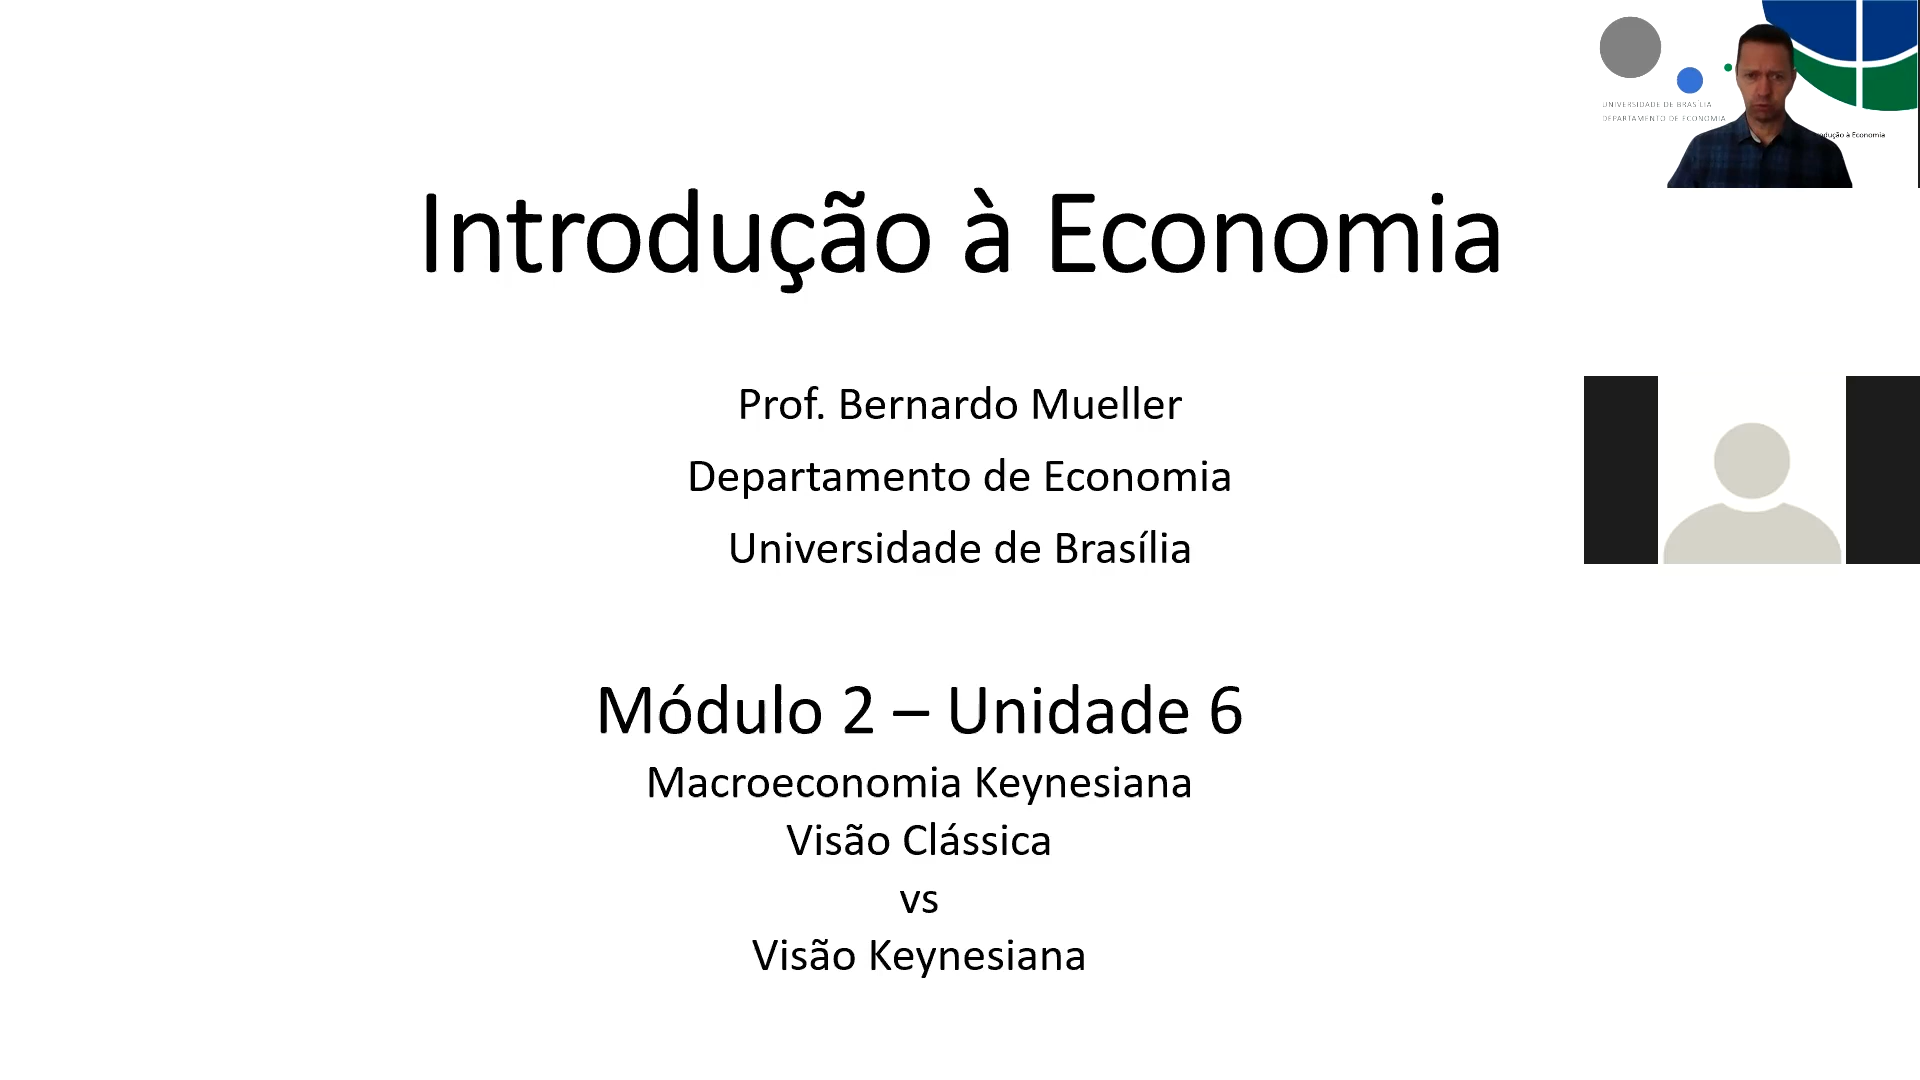 UNIVERSIDADE DE BRASÍLIA
DEPARTAMENTO DE ECONOMIA
à Economia
Introdução à Economia
Prof. Bernardo Mueller
Departamento de Economia
Universidade de Brasília
Módulo 2 – Unidade 6
Macroeconomia Keynesiana
Visão Clássica
vs
Visão Keynesiana